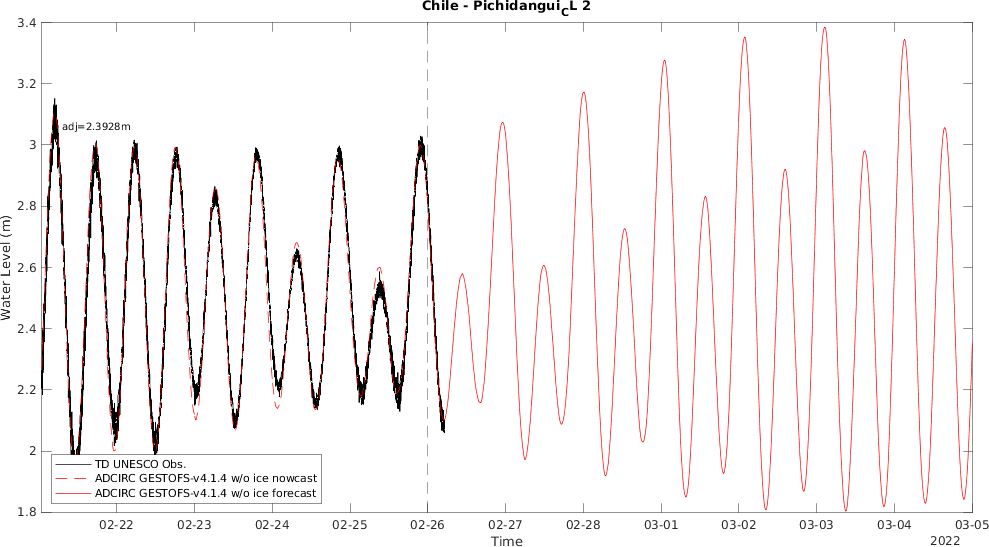 Chile - PichidanguiCL 2
3.4
3.2
3
2.8
2.6
2.4
2.2
2
1.8
Water Level (m)
adj=2.3928m
TD UNESCO Obs.
ADCIRC GESTOFS-v4.1.4 w/o ice nowcast
ADCIRC GESTOFS-v4.1.4 w/o ice forecast
02-22 02-23 02-24 02-25 02-26 02-27 02-28 03-01 03-02 03-03 03-04 03-05
Time
2022